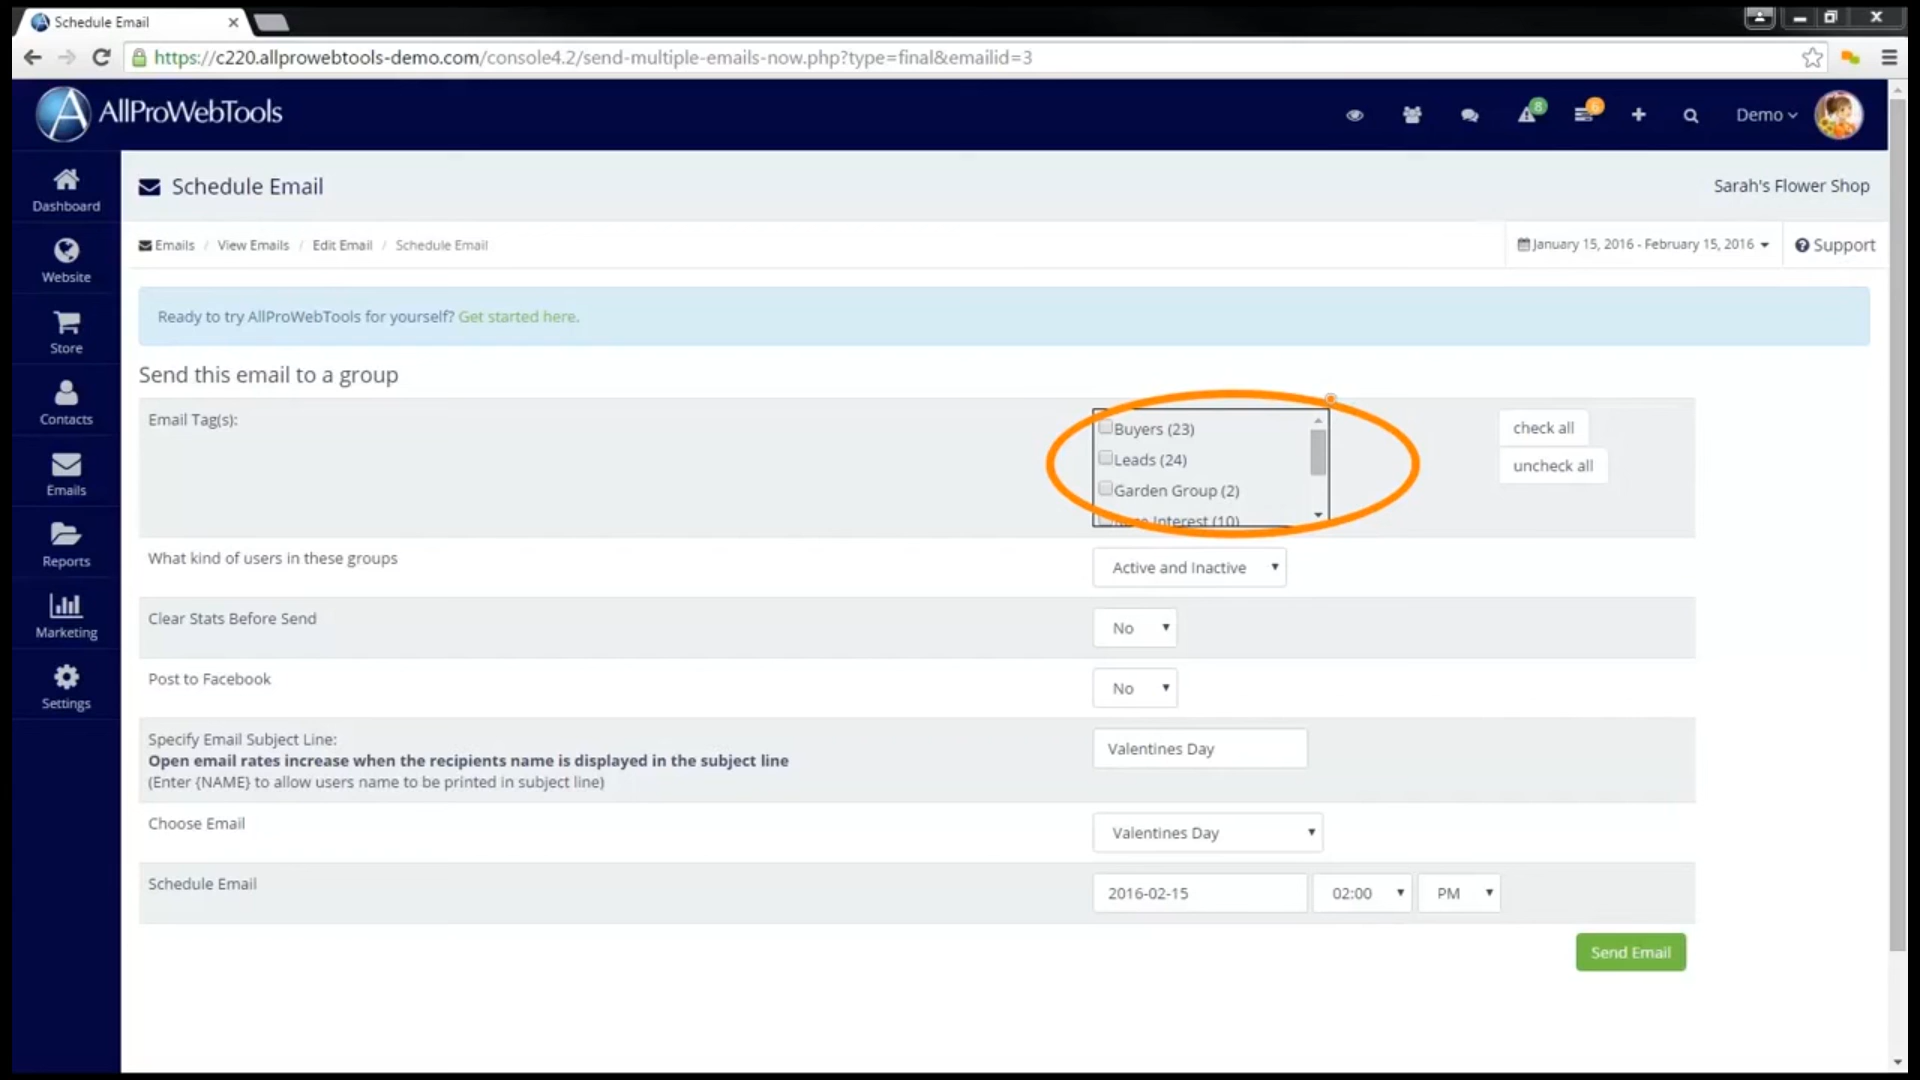 Schedule Email
https://c220.allprowebtools-demo.com/console4.2/send-multiple-emails-now.php?type=final&emailid=3
AllProWebTools
8
6
Demo
Dashboard
Website
Store
Contacts
Emails
Reports
Marketing
Settings
Schedule Email
Sarah's Flower Shop
Emails / View Emails / Edit Email / Schedule Email
January 15, 2016 - February 15, 2016
Support
Ready to try AllProWebTools for yourself? Get started here.
Send this email to a group
Email Tag(s):
Buyers (23)
Leads (24)
Garden Group (2)
Interest (10)
check all
uncheck all
What kind of users in these groups
Active and Inactive
Clear Stats Before Send
No
Post to Facebook
No
Specify Email Subject Line:
Open email rates increase when the recipients name is displayed in the subject line
(Enter {NAME} to allow users name to be printed in subject line)
Valentines Day
Choose Email
Valentines Day
Schedule Email
2016-02-15
02:00
PM
Send Email